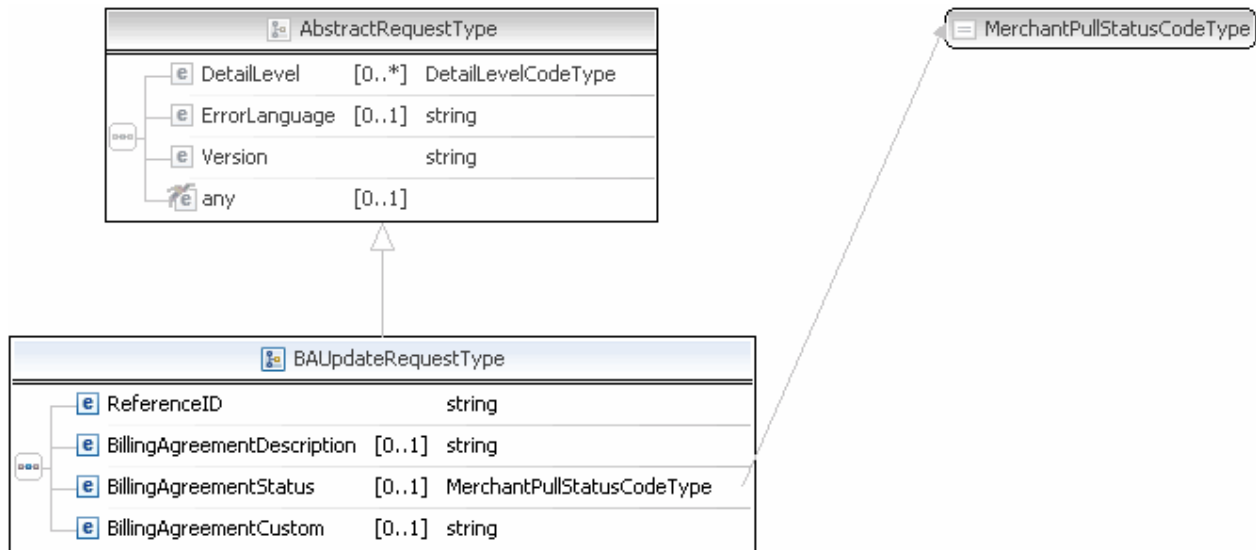 AbstractRequestType
MerchantPullStatusCodeType
e DetailLevel [0..*] DetailLevelCodeType
e ErrorLanguage [0..1] string
e Version string
e any [0..1]
BAUpdateRequestType
e ReferenceID string
e BillingAgreementDescription [0..1] string
e BillingAgreementStatus [0..1] MerchantPullStatusCodeType
e BillingAgreementCustom [0..1] string